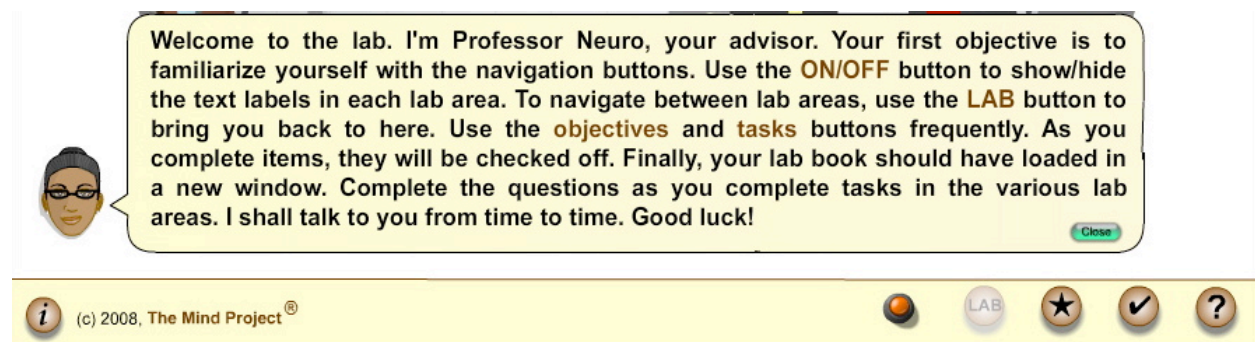 Welcome to the lab. I'm Professor Neuro, your advisor. Your first objective is to
familiarize yourself with the navigation buttons. Use the ON/OFF button to show/hide
the text labels in each lab area. To navigate between lab areas, use the LAB button to
bring you back to here. Use the objectives and tasks buttons frequently. As you
complete items, they will be checked off. Finally, your lab book should have loaded in
a new window. Complete the questions as you complete tasks in the various lab
areas. I shall talk to you from time to time. Good luck!
Close
i (c) 2008, The Mind Project® LAB ?